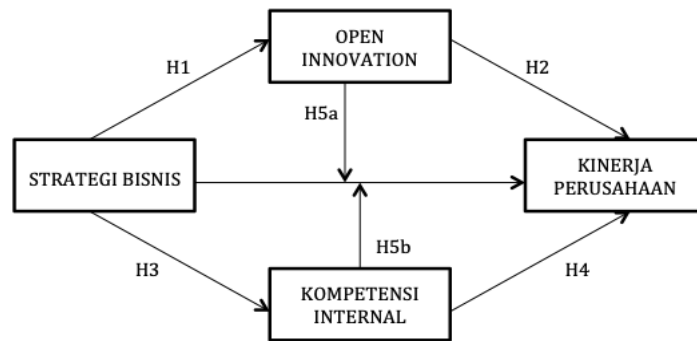 OPEN
INNOVATION
H1
H2
H5a
STRATEGI BISNIS
KINERJA
PERUSAHAAN
H5b
H3
H4
KOMPETENSI
INTERNAL